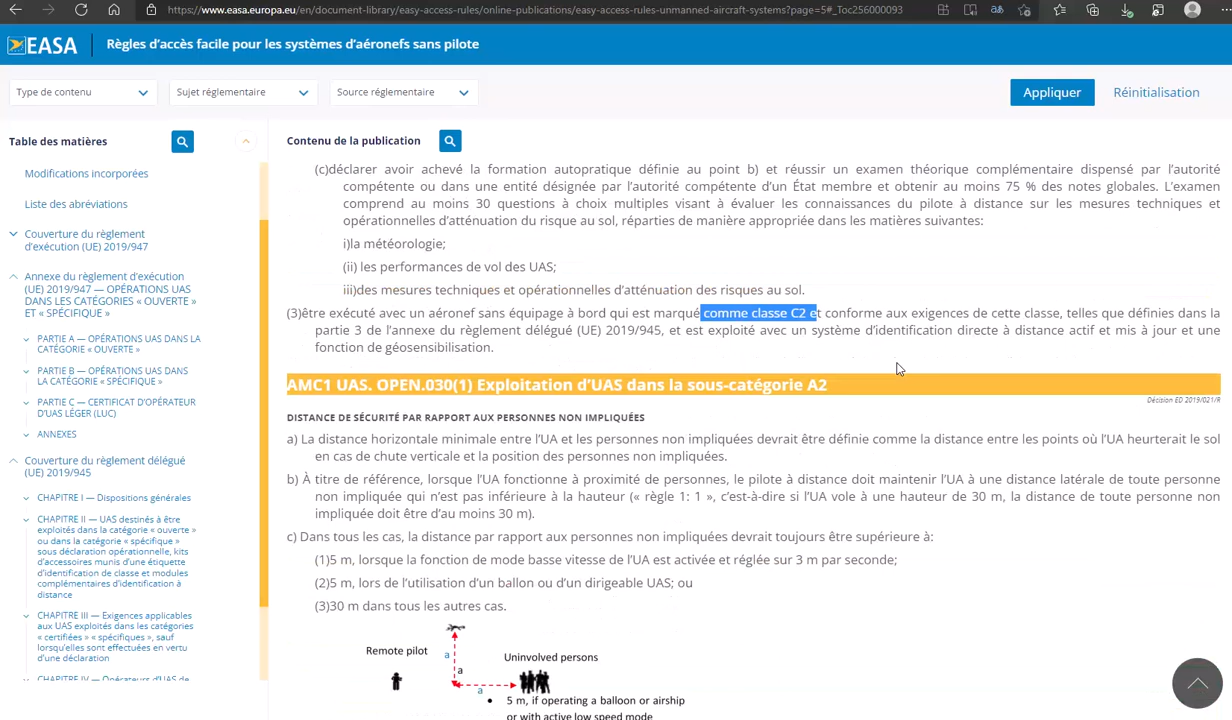 https://www.easa.europa.eu/en/document-library/easy-access-rules/online-publications/easy-access-rules-unmanned-aircraft-systems?page=5#_Toc256000093
EASA
Règles d’accès facile pour les systèmes d’aéronefs sans pilote
Type de contenu
Sujet réglementaire
Source réglementaire
Appliquer
Réinitialisation
Table des matières
Modifications incorporées
Liste des abréviations
Couverture du règlement
d’exécution (UE) 2019/947
Annexe du règlement d’exécution
(UE) 2019/947 — OPÉRATIONS UAS
DANS LES CATÉGORIES « OUVERTE »
ET « SPÉCIFIQUE »
PARTIE A — OPÉRATIONS UAS DANS LA
CATÉGORIE « OUVERTE »
PARTIE B — OPÉRATIONS UAS DANS LA
CATÉGORIE « SPÉCIFIQUE »
PARTIE C — CERTIFICAT D’OPÉRATEUR
D’UAS LÉGER (LUC)
ANNEXES
Couverture du règlement délégué
(UE) 2019/945
CHAPITRE I — Dispositions générales
CHAPITRE II — UAS destinés à être
exploités dans la catégorie « ouverte »
ou dans la catégorie « spécifique »
sous déclaration opérationnelle, kits
d’accessoires munis d’une étiquette
d’identification de classe et modules
complémentaires d’identification à
distance
CHAPITRE III — Exigences applicables
aux UAS exploités dans les catégories
« certifiées » « spécifiques », sauf
lorsqu’elles sont effectuées en vertu
d’une déclaration
CHAPITRE IV — Opérateurs d’UAS de
Contenu de la publication
(c)déclarer avoir achevé la formation autopratique définie au point b) et réussir un examen théorique complémentaire dispensé par l’autorité
compétente ou dans une entité désignée par l’autorité compétente d’un État membre et obtenir au moins 75 % des notes globales. L’examen
comprend au moins 30 questions à choix multiples visant à évaluer les connaissances du pilote à distance sur les mesures techniques et
opérationnelles d’atténuation du risque au sol, réparties de manière appropriée dans les matières suivantes:
i)la météorologie;
(ii) les performances de vol des UAS;
iii)des mesures techniques et opérationnelles d’atténuation des risques au sol.
(3)être exécuté avec un aéronef sans équipage à bord qui est marqué comme classe C2 et conforme aux exigences de cette classe, telles que définies dans la
partie 3 de l’annexe du règlement délégué (UE) 2019/945, et est exploité avec un système d’identification directe à distance actif et mis à jour et une
fonction de géosensibilisation.
AMC1 UAS. OPEN.030(1) Exploitation d’UAS dans la sous-catégorie A2
Décision ED 2019/021/R
DISTANCE DE SÉCURITÉ PAR RAPPORT AUX PERSONNES NON IMPLIQUÉES
a) La distance horizontale minimale entre l’UA et les personnes non impliquées devrait être définie comme la distance entre les points où l’UA heurterait le sol
en cas de chute verticale et la position des personnes non impliquées.
b) À titre de référence, lorsque l’UA fonctionne à proximité de personnes, le pilote à distance doit maintenir l’UA à une distance latérale de toute personne
non impliquée qui n’est pas inférieure à la hauteur (« règle 1: 1 », c’est-à-dire si l’UA vole à une hauteur de 30 m, la distance de toute personne non
impliquée doit être d’au moins 30 m).
c) Dans tous les cas, la distance par rapport aux personnes non impliquées devrait toujours être supérieure à:
(1)5 m, lorsque la fonction de mode basse vitesse de l’UA est activée et réglée sur 3 m par seconde;
(2)5 m, lors de l’utilisation d’un ballon ou d’un dirigeable UAS; ou
(3)30 m dans tous les autres cas.
Remote pilot
a
a
Uninvolved persons
a
• 5 m, if operating a balloon or airship
or with active low speed mode